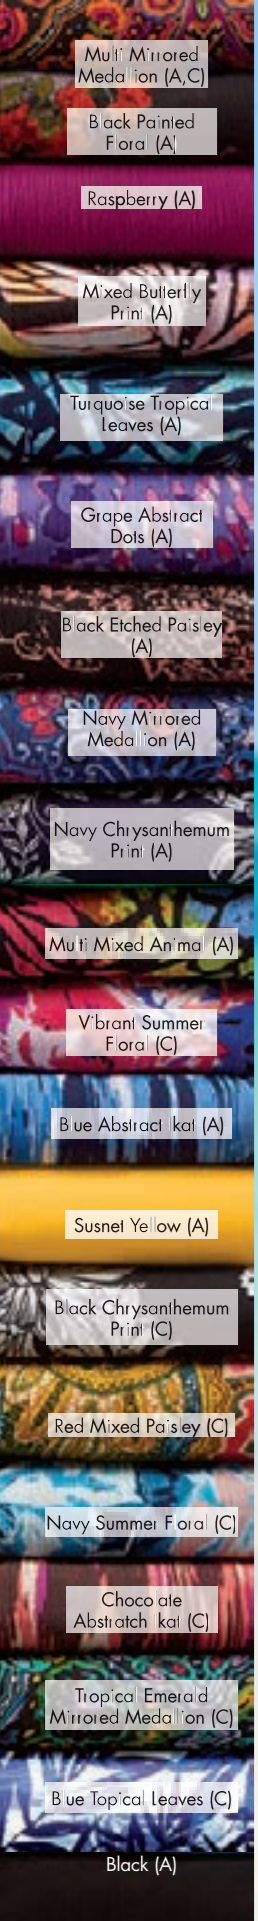 Multi Mirrored
Medallion (A,C)
Black Painted
Floral (A)
Raspberry (A)
Mixed Butterfly
Print (A)
Turquoise Tropical
Leaves (A)
Grape Abstract
Dots (A)
Black Etched Paisley
(A)
Navy Mirrored
Medallion (A)
Navy Chrysanthemum
Print (A)
Multi Mixed Animal (A)
Vibrant Summer
Floral (C)
Blue Abstract Ikat (A)
Susnet Yellow (A)
Black Chrysanthemum
Print (C)
Red Mixed Paisley (C)
Navy Summer Floral (C)
Chocolate
Abstratch Ikat (C)
Tropical Emerald
Mirrored Medallion (C)
Blue Topical Leaves (C)
Black (A)